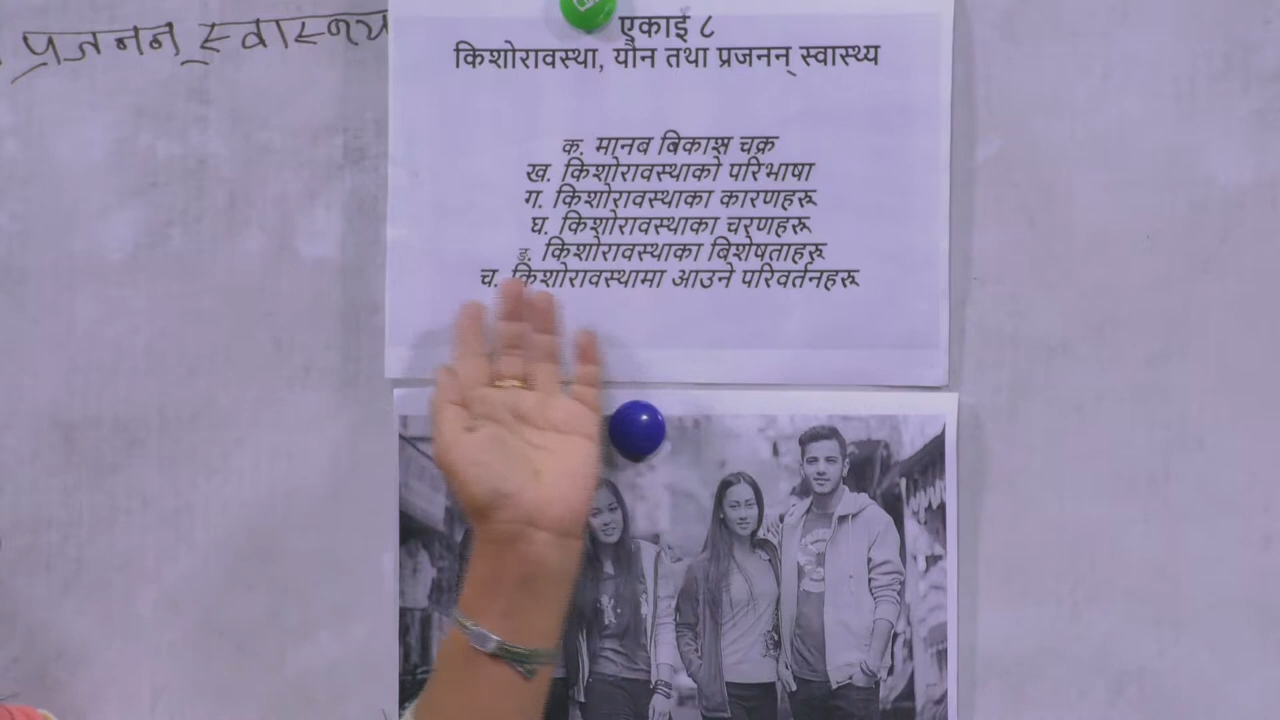 प्रजनन् स्वास्थ्य
एकाई ८
किशोरावस्था, यौन तथा प्रजनन् स्वास्थ्य
क. मानब बिकास चक्र
ख. किशोरावस्थाको परिभाषा
ग. किशोरावस्थाका कारणहरू
घ. किशोरावस्थाका चरणहरू
ङ. किशोरावस्थाका बिशेषताहरू
च. किशोरावस्थामा आउने परिवर्तनहरू